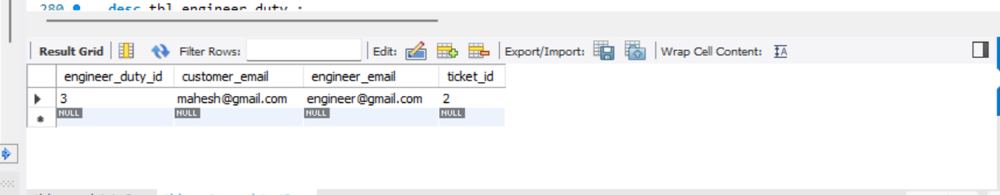 280 desc tbl_engineer_duty ;
Result Grid Filter Rows: Edit: Export/Import: Wrap Cell Content: IA
engineer_duty_id customer_email engineer_email ticket_id
3 mahesh@gmail.com engineer@gmail.com 2
NULL NULL NULL NULL